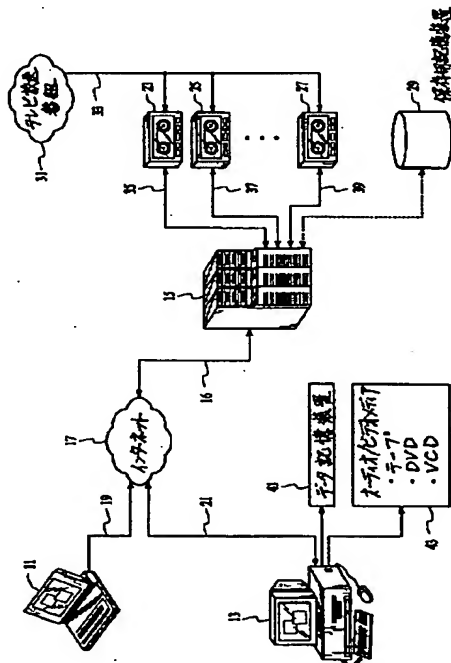 11
19
17
インターネット
16
15
35
37
39
23
25
27
33
31
テレビ放送
番組
29
保存用記憶装置
21
13
41
データ記憶装置
オーディオ/ビデオメディア
・テープ
・DVD
・VCD
43